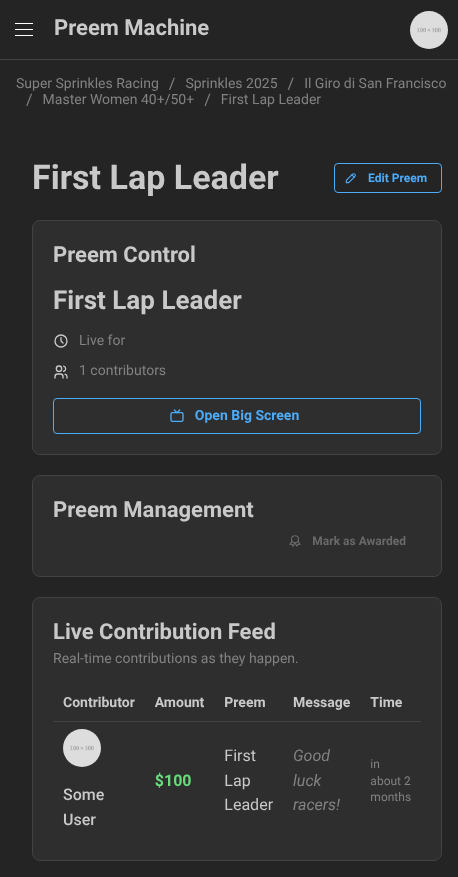 Preem Machine
100 × 100
Super Sprinkles Racing / Sprinkles 2025 / Il Giro di San Francisco
/ Master Women 40+/50+ / First Lap Leader
First Lap Leader
Edit Preem
Preem Control
First Lap Leader
Live for
1 contributors
Open Big Screen
Preem Management
Mark as Awarded
Live Contribution Feed
Real-time contributions as they happen.
Contributor Amount Preem Message Time
100 × 100
Some
User
$100
First
Lap
Leader
Good
luck
racers!
in
about 2
months